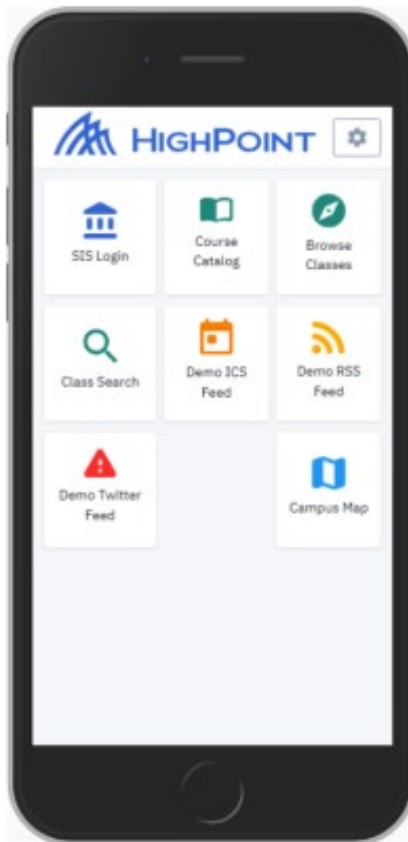 HIGHPOINT
SIS Login
Course
Catalog
Browse
Classes
Class Search
Demo ICS
Feed
Demo RSS
Feed
Demo Twitter
Feed
Campus Map